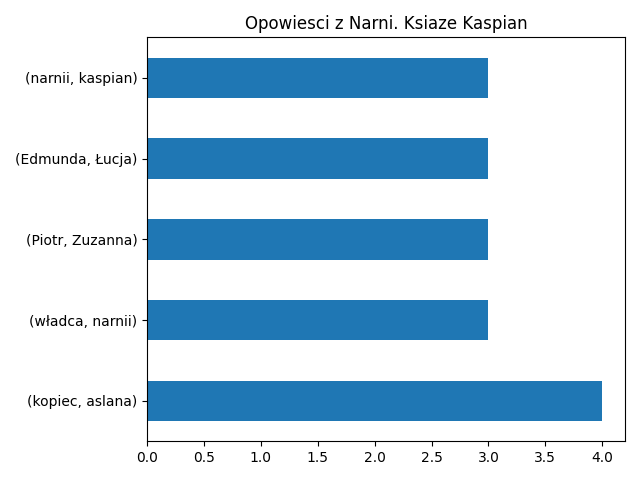 Opowiesci z Narni. Ksiaze Kaspian
(narnii, kaspian)
(Edmunda, Łucja)
(Piotr, Zuzanna)
(władca, narnii)
(kopiec, aslana)
0.0 0.5 1.0 1.5 2.0 2.5 3.0 3.5 4.0